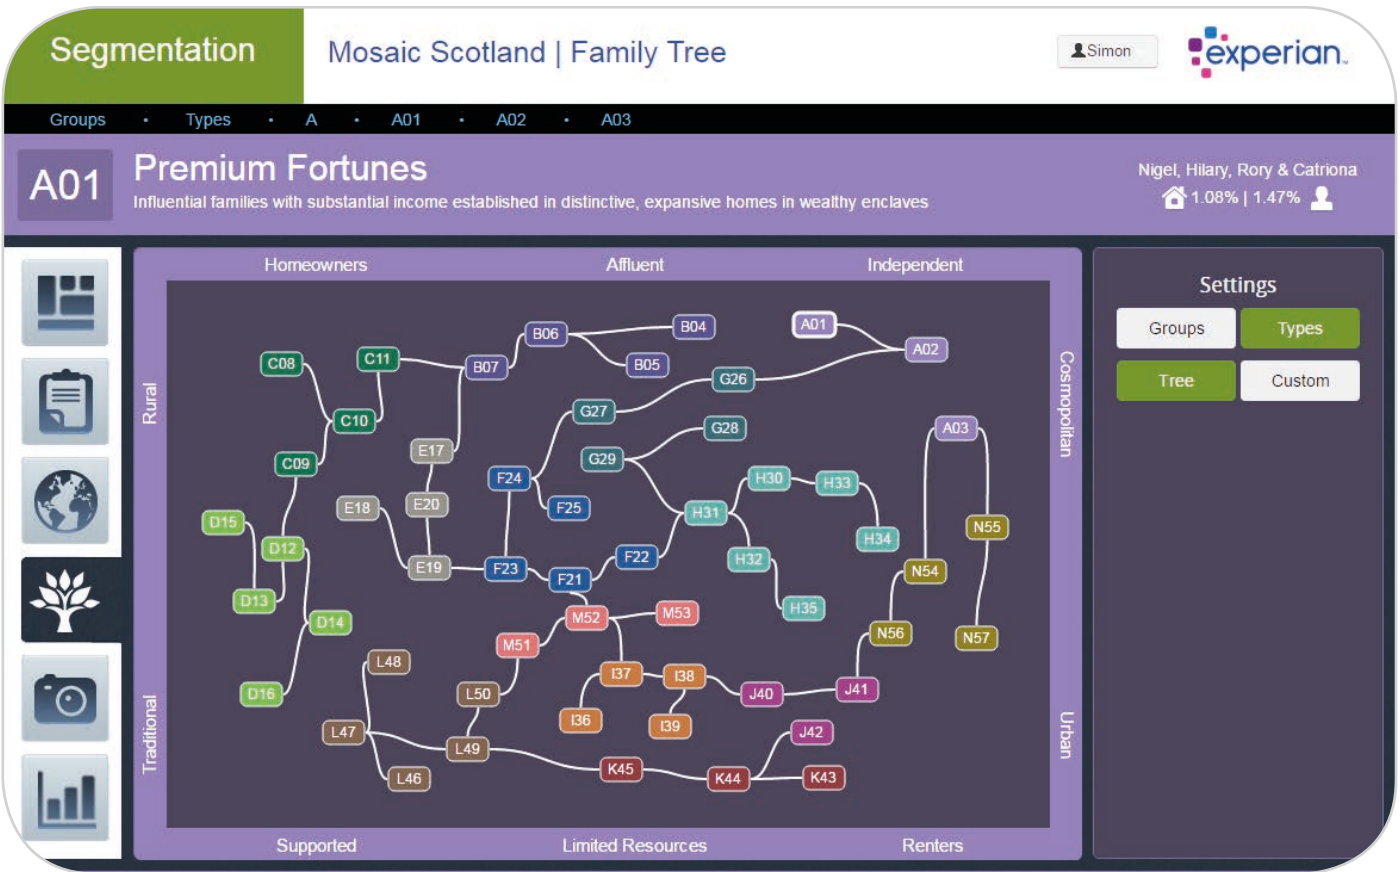 Segmentation
Mosaic Scotland | Family Tree
Simon
experian™
Groups • Types • A • A01 • A02 • A03
A01
Premium Fortunes
Influential families with substantial income established in distinctive, expansive homes in wealthy enclaves
Nigel, Hilary, Rory & Catriona
1.08% | 1.47%
Homeowners Affluent Independent
Rural
Traditional
Cosmopolitan
Urban
A01
B04
B06
A02
C11
C08
B05
B07
G26
G27
C10
G28
A03
E17
G29
C09
F24
H30
H33
E18
E20
F25
H31
D15
N55
H34
D12
F22
H32
E19
F23
N54
F21
D13
H35
M53
M52
D14
N56
N57
M51
L48
I37
I38
J41
L50
J40
D16
I36
I39
L47
J42
L49
K45
L46
K44
K43
Supported Limited Resources Renters
Settings
Groups Types
Tree Custom